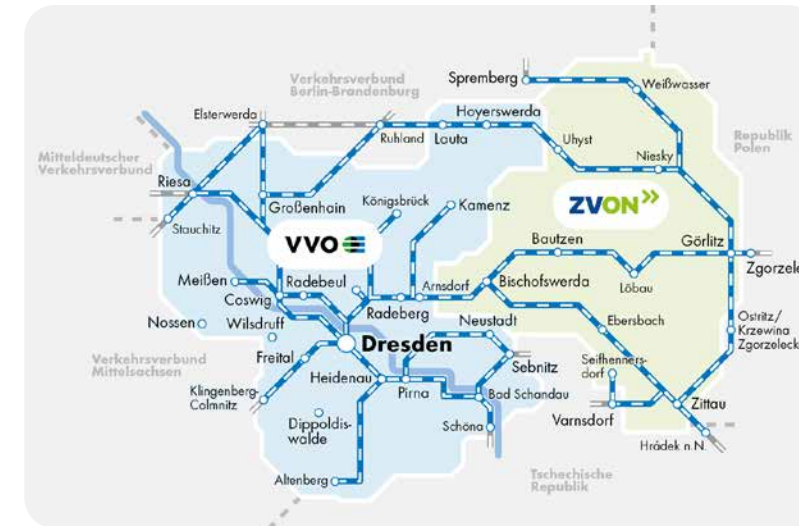 Verkehrsverbund
Berlin-Brandenburg
Spremberg
Weißwasser
Elsterwerda
Hoyerswerda
Ruhland
Lauta
Uhyst
Republik
Polen
Mitteldeutscher
Verkehrsverbund
Niesky
Riesa
Königsbrück
Kamenz
Großenhain
ZVON
Stauchitz
VVO
Bautzen
Görlitz
Zgorzele
Meißen
Radebeul
Arnsdorf
Bischofswerda
Löbau
Coswig
Radeberg
Nossen
Wilsdruff
Neustadt
Ebersbach
Ostritz/
Krzewina
Zgorzeleck
Dresden
Verkehrsverbund
Mittelsachsen
Freital
Sebnitz
Seifhenners-
dorf
Heidenau
Pirna
Bad Schandau
Klingenberg-
Colmnitz
Zittau
Varnsdorf
Dippoldis-
walde
Schöna
Hrádek n.N.
Altenberg
Tschechische
Republik